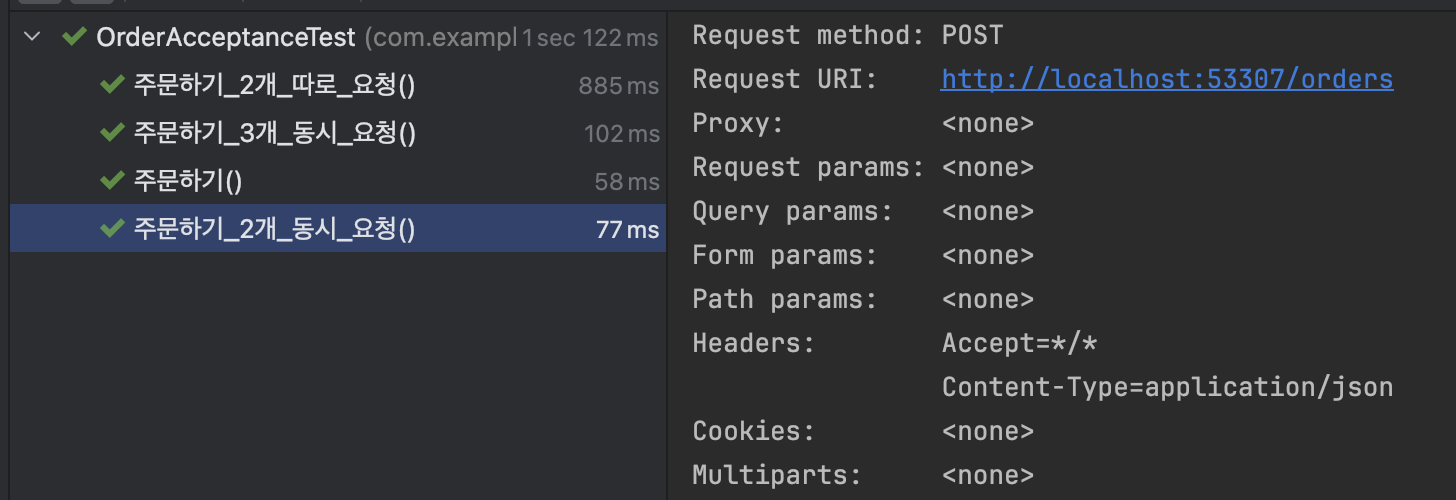 OrderAcceptanceTest (com.exampl 1 sec 122 ms
주문하기_2개_따로_요청() 885 ms
주문하기_3개_동시_요청() 102 ms
주문하기() 58 ms
주문하기_2개_동시_요청() 77 ms
Request method: POST
Request URI: http://localhost:53307/orders
Proxy: <none>
Request params: <none>
Query params: <none>
Form params: <none>
Path params: <none>
Headers: Accept=*/*
Content-Type=application/json
Cookies: <none>
Multiparts: <none>